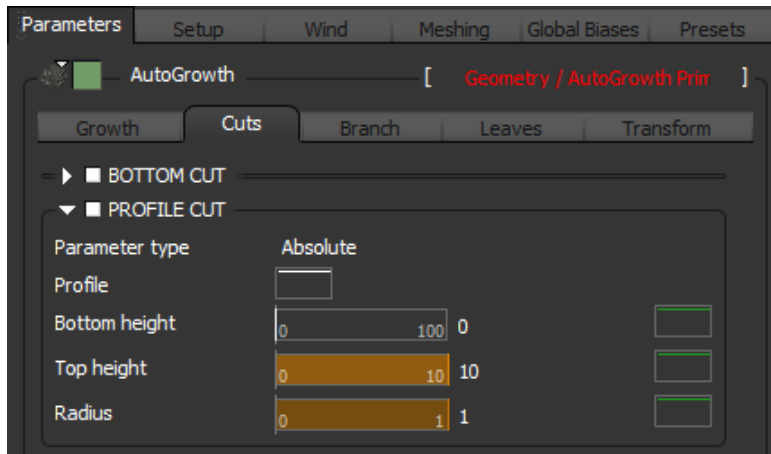 Parameters Setup Wind Meshing Global Biases Presets
AutoGrowth [ Geometry / AutoGrowth Prim ]
Growth Cuts Branch Leaves Transform
BOTTOM CUT
PROFILE CUT
Parameter type Absolute
Profile
Bottom height 0 100 0
Top height 0 10 10
Radius 0 1 1